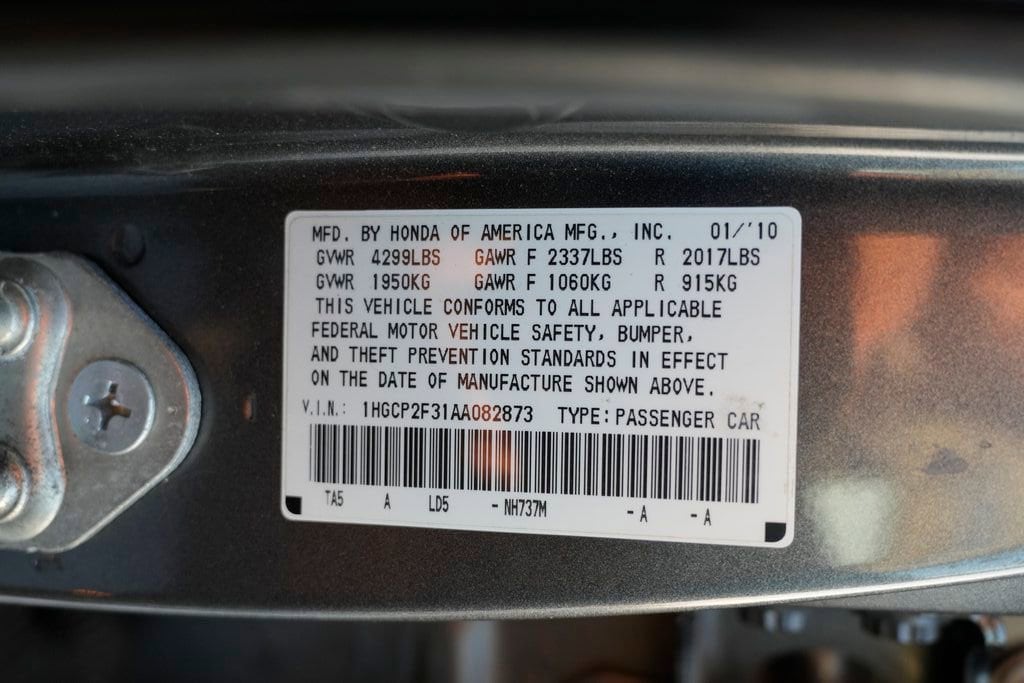 MFD. BY HONDA OF AMERICA MFG., INC. 01/'10
GVWR 4299LBS GAWR F 2337LBS R 2017LBS
GVWR 1950KG GAWR F 1060KG R 915KG
THIS VEHICLE CONFORMS TO ALL APPLICABLE
FEDERAL MOTOR VEHICLE SAFETY, BUMPER,
AND THEFT PREVENTION STANDARDS IN EFFECT
ON THE DATE OF MANUFACTURE SHOWN ABOVE.
V.I.N.: 1HGCP2F31AA082873 TYPE: PASSENGER CAR
TA5 A LD5 - NH737M - A - A